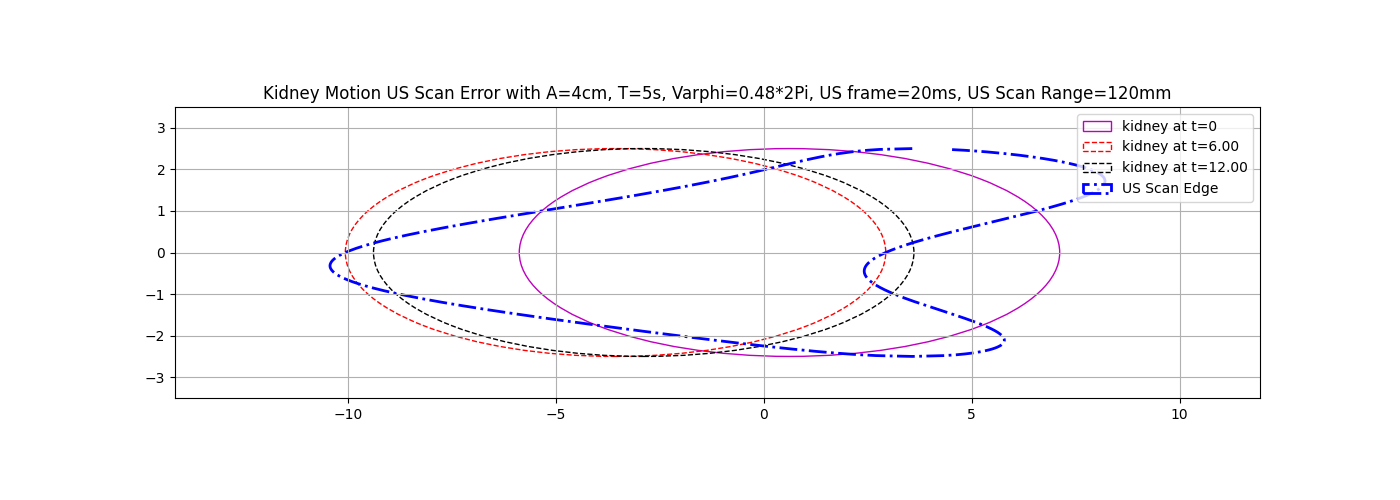 Kidney Motion US Scan Error with A=4cm, T=5s, Varphi=0.48*2Pi, US frame=20ms, US Scan Range=120mm
kidney at t=0
kidney at t=6.00
kidney at t=12.00
US Scan Edge
3
2
1
0
−1
−2
−3
−10
−5
0
5
10